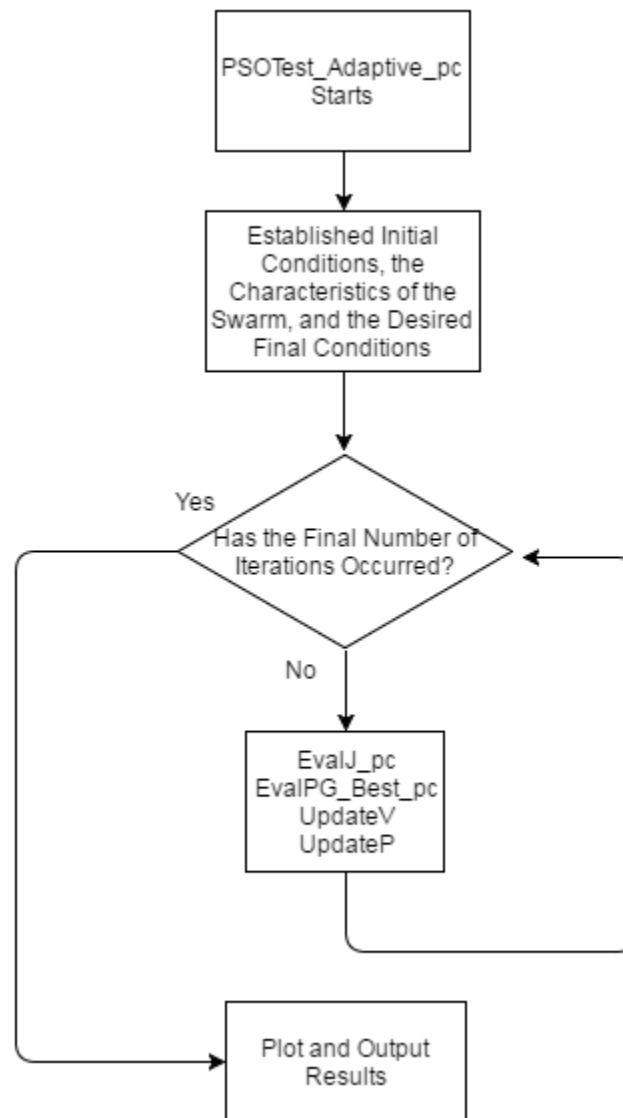 PSOTest_Adaptive_pc
Starts
Established Initial
Conditions, the
Characteristics of the
Swarm, and the Desired
Final Conditions
Yes
Has the Final Number of
Iterations Occurred?
No
EvalJ_pc
EvalPG_Best_pc
UpdateV
UpdateP
Plot and Output
Results